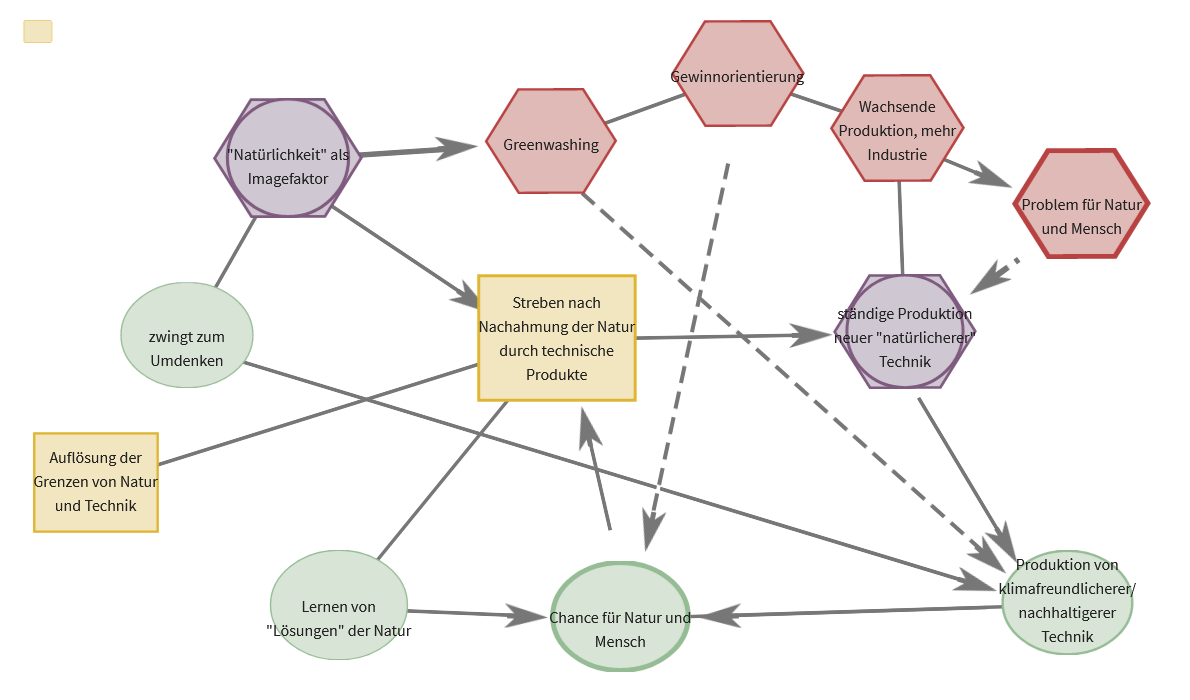 Gewinnorientierung
Wachsende
Produktion, mehr
Industrie
Greenwashing
"Natürlichkeit" als
Imagefaktor
Problem für Natur
und Mensch
zwingt zum
Umdenken
Streben nach
Nachahmung der Natur
durch technische
Produkte
ständige Produktion
neuer "natürlicherer"
Technik
Auflösung der
Grenzen von Natur
und Technik
Lernen von
"Lösungen" der Natur
Chance für Natur und
Mensch
Produktion von
klimafreundlicherer/
nachhaltigerer
Technik